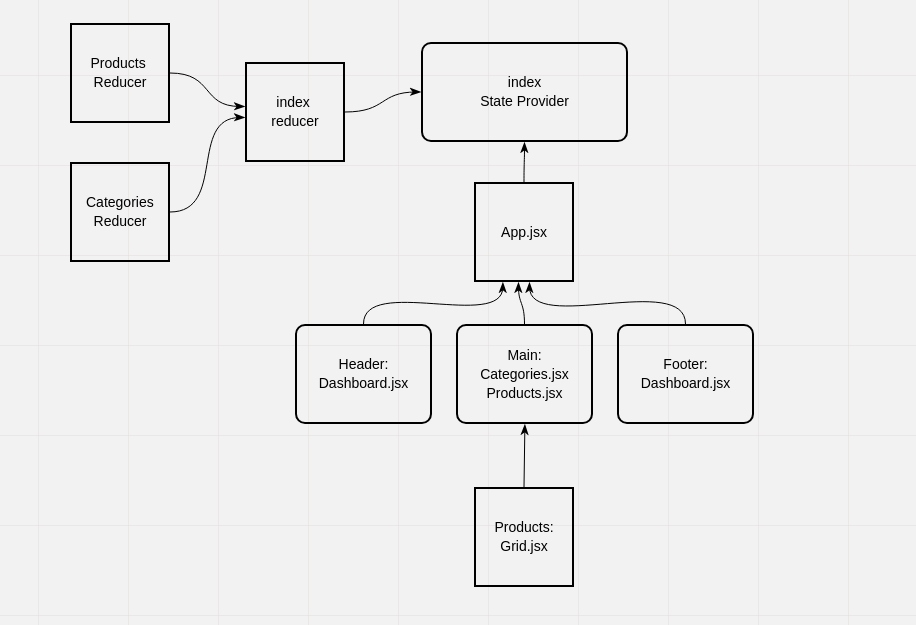 Products
Reducer
index
reducer
index
State Provider
Categories
Reducer
App.jsx
Header:
Dashboard.jsx
Main:
Categories.jsx
Products.jsx
Footer:
Dashboard.jsx
Products:
Grid.jsx